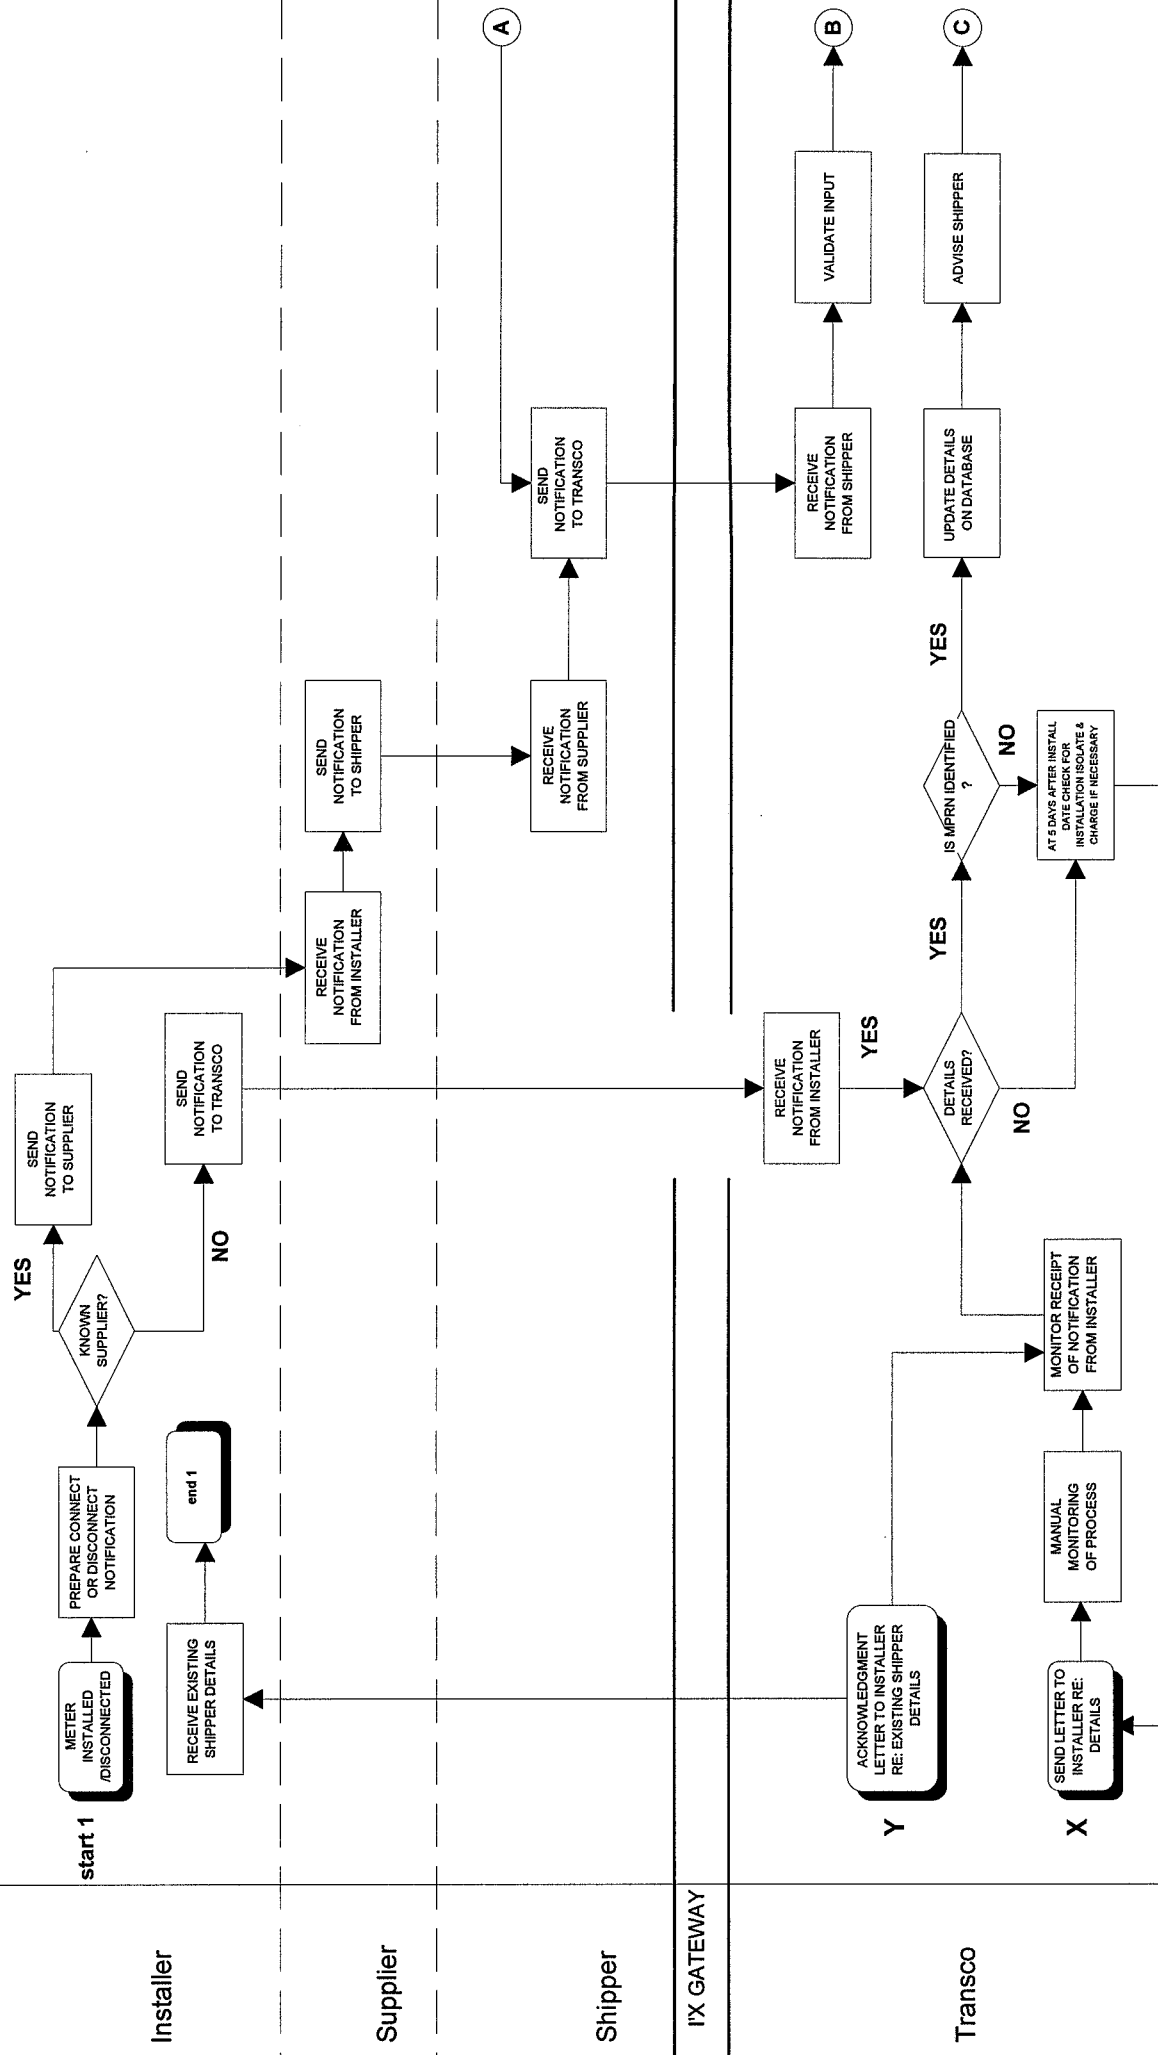 Installer
start 1
METER
INSTALLED
/DISCONNECTED
PREPARE CONNECT
OR DISCONNECT
NOTIFICATION
KNOWN
SUPPLIER?
YES
NO
SEND
NOTIFICATION
TO SUPPLIER
SEND
NOTIFICATION
TO TRANSCO
RECEIVE EXISTING
SHIPPER DETAILS
end 1
Supplier
RECEIVE
NOTIFICATION
FROM INSTALLER
SEND
NOTIFICATION
TO SHIPPER
Shipper
RECEIVE
NOTIFICATION
FROM SUPPLIER
SEND
NOTIFICATION
TO TRANSCO
A
I'X GATEWAY
Transco
RECEIVE
NOTIFICATION
FROM INSTALLER
YES
RECEIVE
NOTIFICATION
FROM SHIPPER
VALIDATE INPUT
B
Y
ACKNOWLEDGMENT
LETTER TO INSTALLER
RE: EXISTING SHIPPER
DETAILS
DETAILS
RECEIVED?
YES
NO
IS MPRN IDENTIFIED
?
YES
NO
UPDATE DETAILS
ON DATABASE
ADVISE SHIPPER
C
X
SEND LETTER TO
INSTALLER RE:
DETAILS
MANUAL
MONITORING
OF PROCESS
MONITOR RECEIPT
OF NOTIFICATION
FROM INSTALLER
AT 5 DAYS AFTER INSTALL
DATE CHECK FOR
INSTALLATION ISOLATE &
CHARGE IF NECESSARY